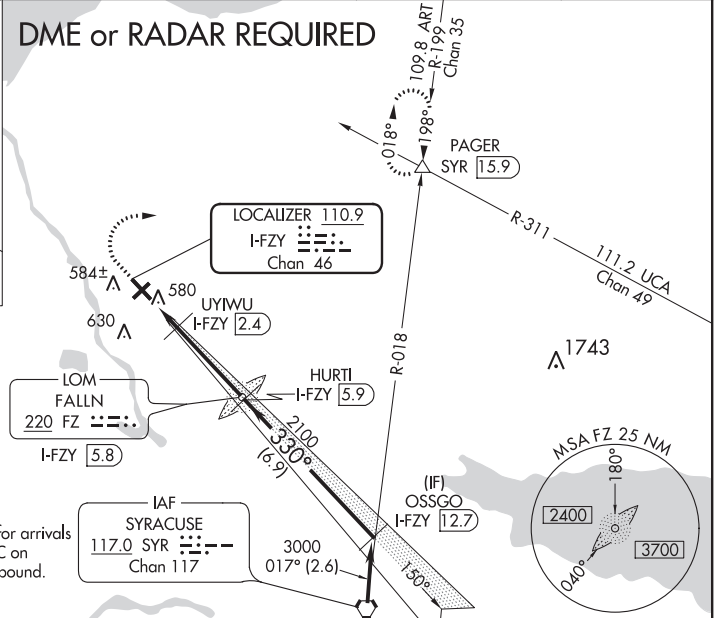 DME or RADAR REQUIRED
109.8 ART
R-199
Chan 35
018°
198°
PAGER
SYR 15.9
LOCALIZER 110.9
I-FZY
Chan 46
R-311
111.2 UCA
Chan 49
584±
580
UYIWU
I-FZY 2.4
630
1743
R-018
LOM
FALLN
220 FZ
I-FZY 5.8
HURTI
I-FZY 5.9
2100
330°
(6.9)
MSA FZ 25 NM
180°
2400
3700
040°
(IF)
OSSGO
I-FZY 12.7
IAF
SYRACUSE
117.0 SYR
Chan 117
3000
017° (2.6)
150°
for arrivals
C on
bound.